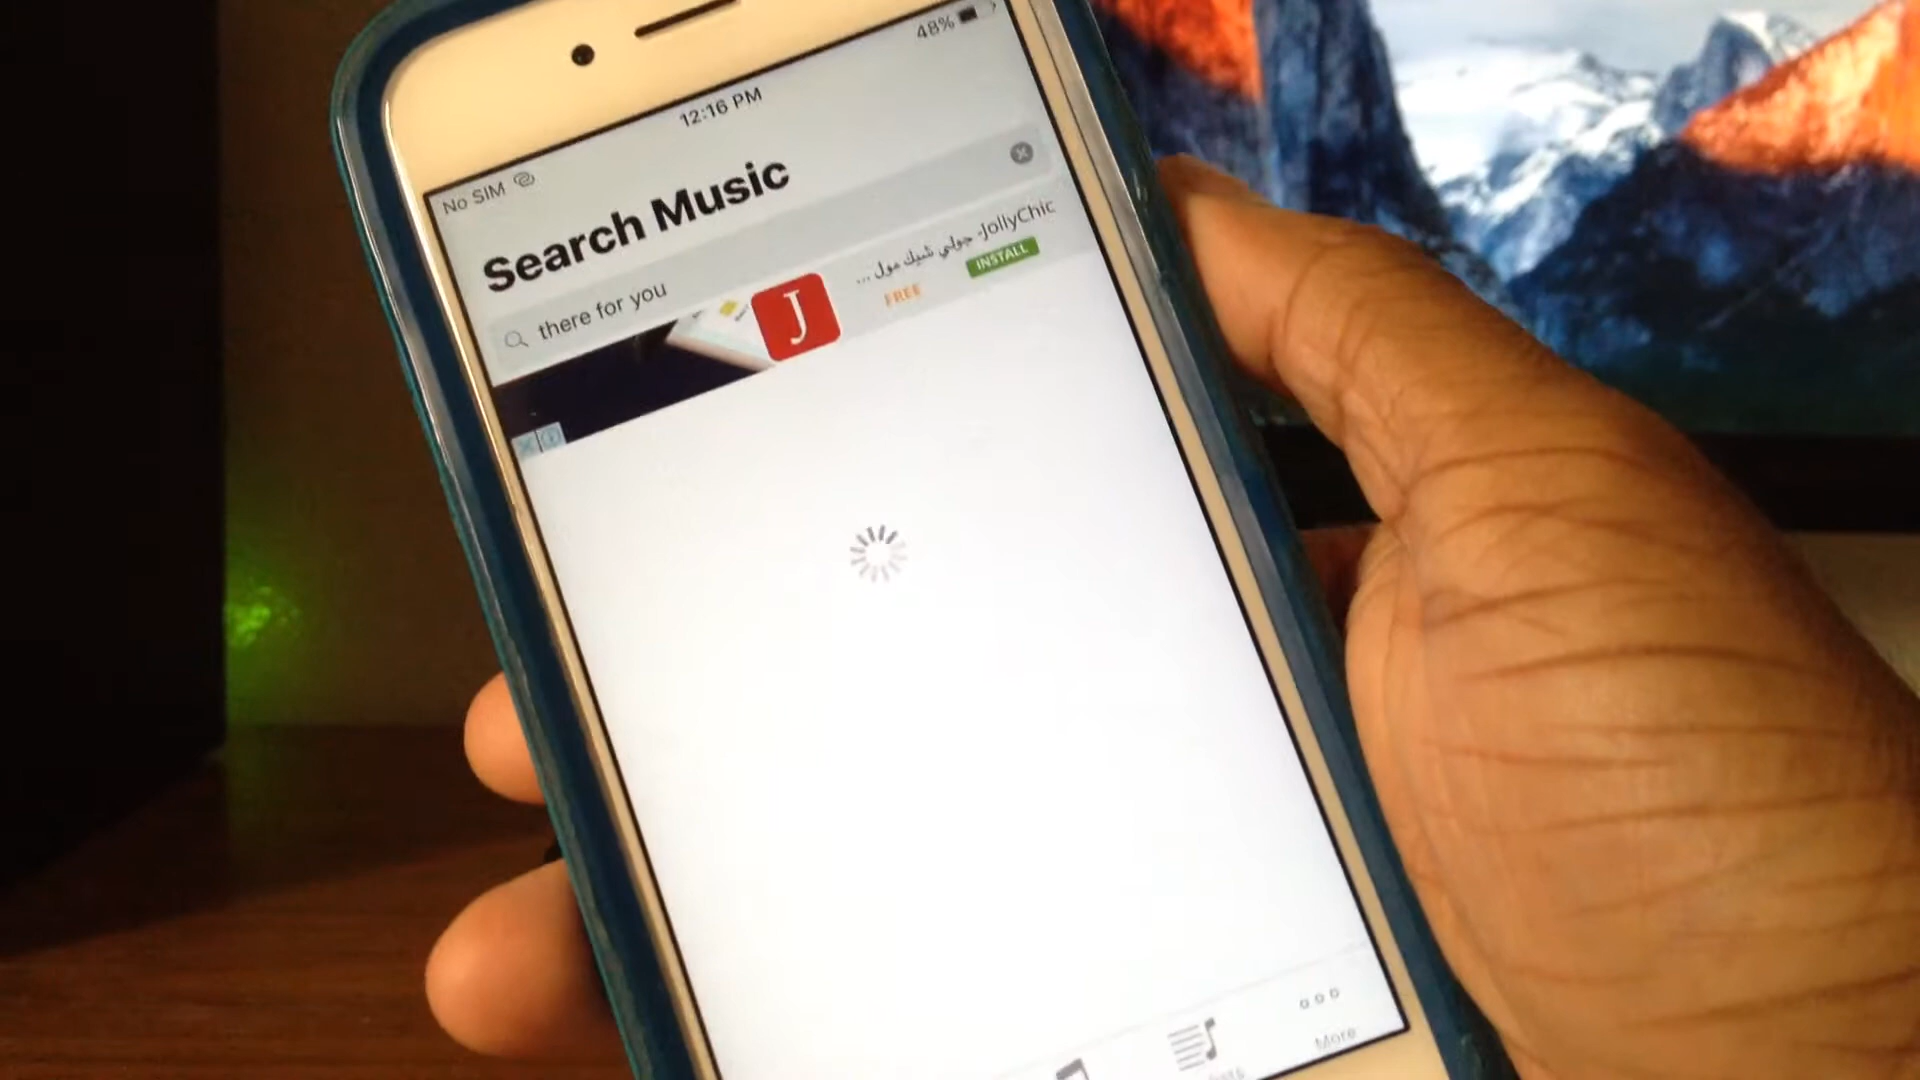 No SIM
12:16 PM
48%
Search Music
there for you
J
جولي شيك مول -JollyChic ...
FREE
INSTALL
More